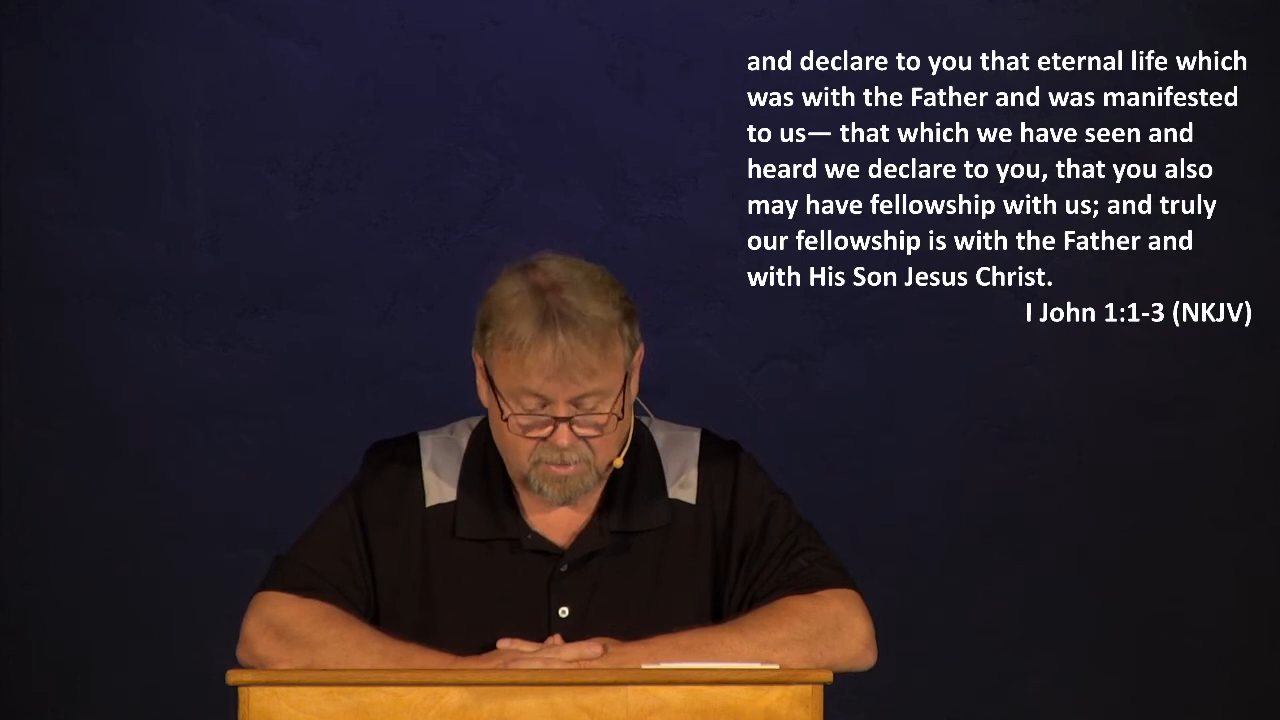 and declare to you that eternal life which
was with the Father and was manifested
to us— that which we have seen and
heard we declare to you, that you also
may have fellowship with us; and truly
our fellowship is with the Father and
with His Son Jesus Christ.
I John 1:1-3 (NKJV)